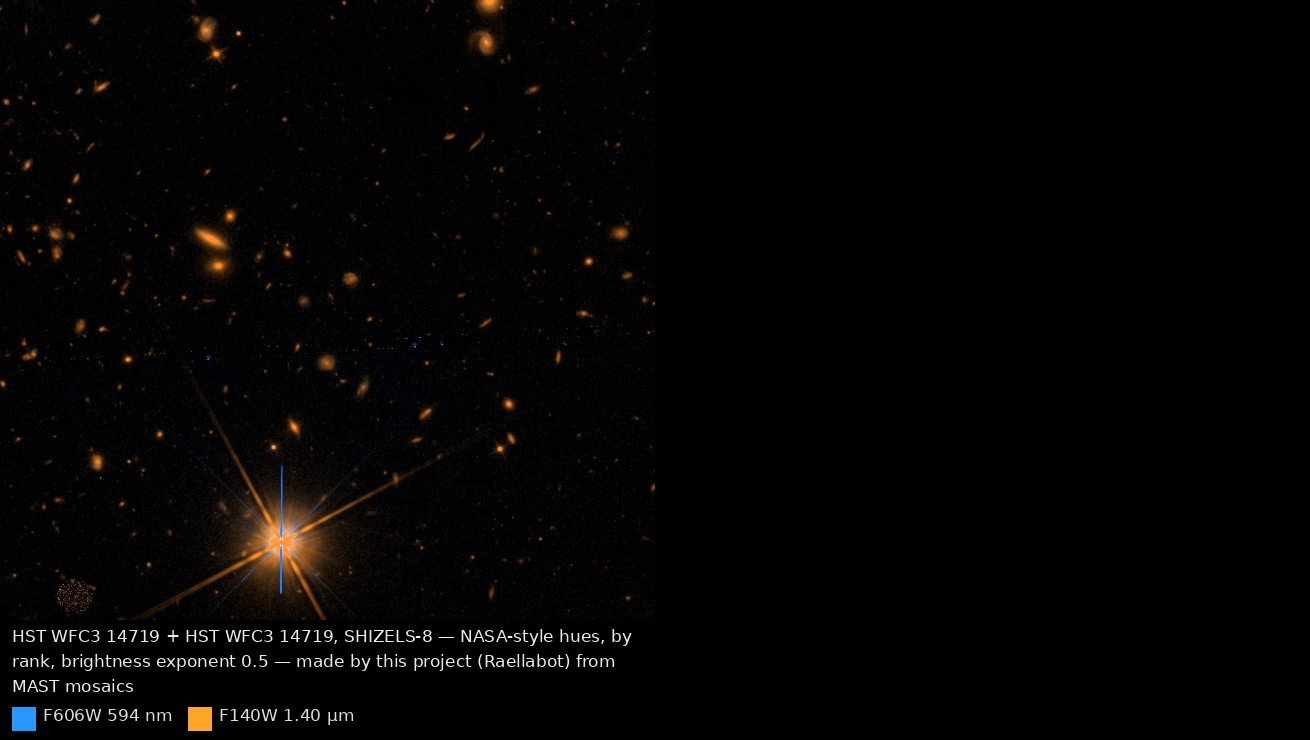 HST WFC3 14719 + HST WFC3 14719, SHIZELS-8 — NASA-style hues, by
rank, brightness exponent 0.5 — made by this project (Raellabot) from
MAST mosaics
F606W 594 nm F140W 1.40 µm